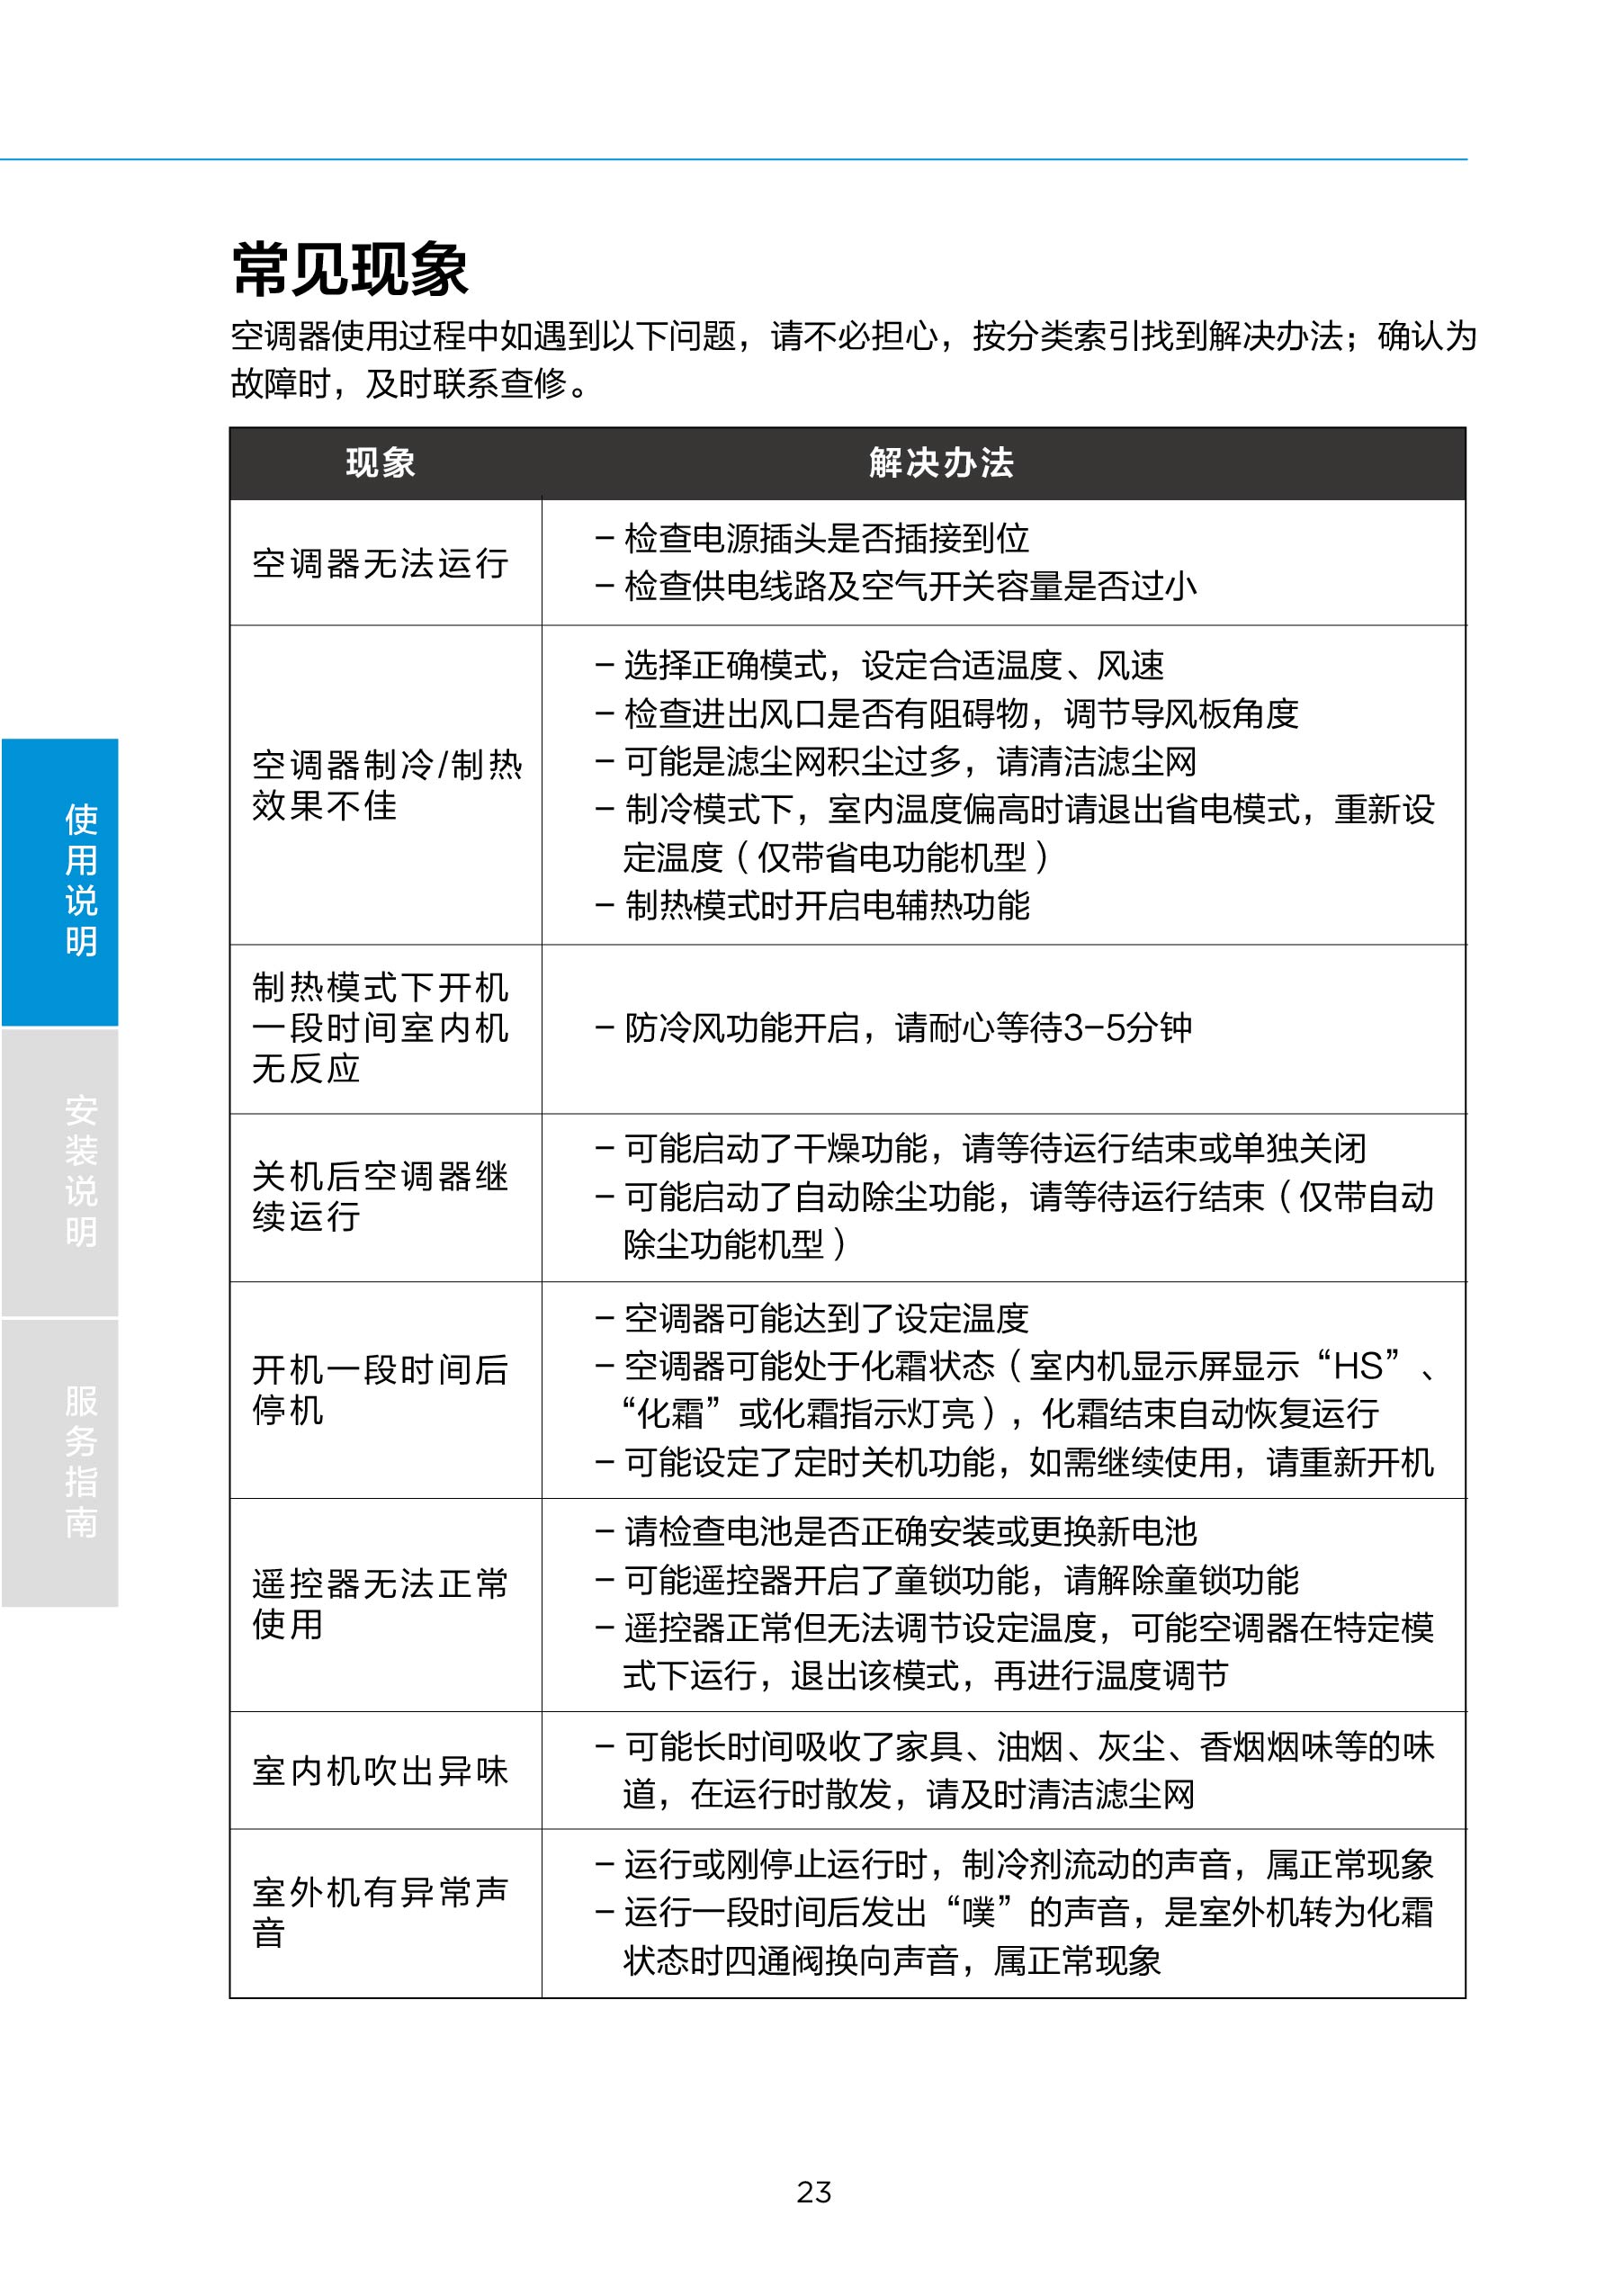 常见现象
空调器使用过程中如遇到以下问题，请不必担心，按分类索引找到解决办法；确认为
故障时，及时联系查修。
现象
解决办法
空调器无法运行
– 检查电源插头是否插接到位
– 检查供电线路及空气开关容量是否过小
空调器制冷/制热
效果不佳
– 选择正确模式，设定合适温度、风速
– 检查进出风口是否有阻碍物，调节导风板角度
– 可能是滤尘网积尘过多，请清洁滤尘网
– 制冷模式下，室内温度偏高时请退出省电模式，重新设
定温度（仅带省电功能机型）
– 制热模式时开启电辅热功能
制热模式下开机
一段时间室内机
无反应
– 防冷风功能开启，请耐心等待3–5分钟
关机后空调器继
续运行
– 可能启动了干燥功能，请等待运行结束或单独关闭
– 可能启动了自动除尘功能，请等待运行结束（仅带自动
除尘功能机型）
开机一段时间后
停机
– 空调器可能达到了设定温度
– 空调器可能处于化霜状态（室内机显示屏显示“HS”、
“化霜”或化霜指示灯亮），化霜结束自动恢复运行
– 可能设定了定时关机功能，如需继续使用，请重新开机
遥控器无法正常
使用
– 请检查电池是否正确安装或更换新电池
– 可能遥控器开启了童锁功能，请解除童锁功能
– 遥控器正常但无法调节设定温度，可能空调器在特定模
式下运行，退出该模式，再进行温度调节
室内机吹出异味
– 可能长时间吸收了家具、油烟、灰尘、香烟烟味等的味
道，在运行时散发，请及时清洁滤尘网
室外机有异常声
音
– 运行或刚停止运行时，制冷剂流动的声音，属正常现象
– 运行一段时间后发出“噗”的声音，是室外机转为化霜
状态时四通阀换向声音，属正常现象
使用说明
安装说明
服务指南
23